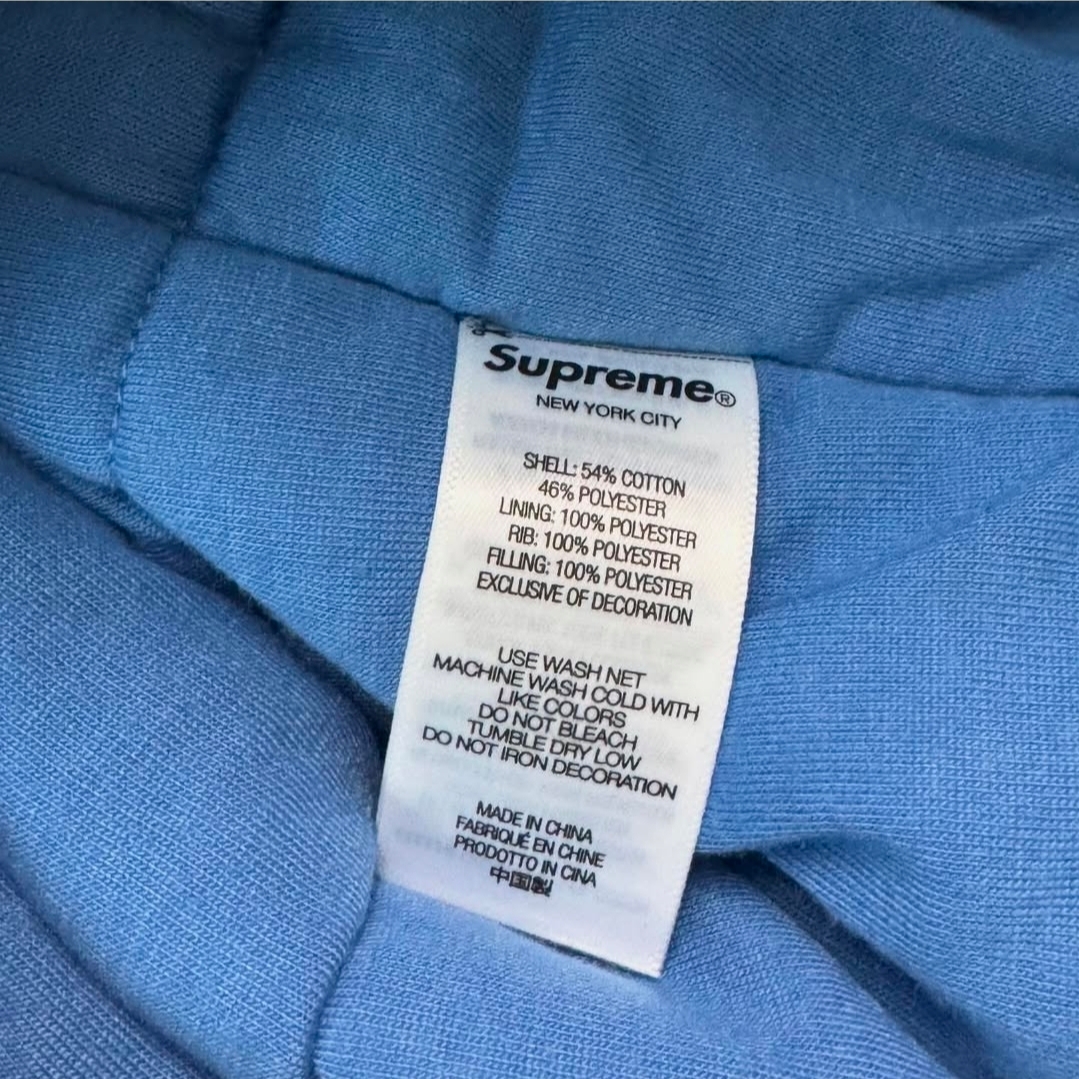 Supreme®
NEW YORK CITY
SHELL: 54% COTTON
46% POLYESTER
LINING: 100% POLYESTER
RIB: 100% POLYESTER
FILLING: 100% POLYESTER
EXCLUSIVE OF DECORATION
USE WASH NET
MACHINE WASH COLD WITH
LIKE COLORS
DO NOT BLEACH
TUMBLE DRY LOW
DO NOT IRON DECORATION
MADE IN CHINA
FABRIQUÉ EN CHINE
PRODOTTO IN CINA
中国製